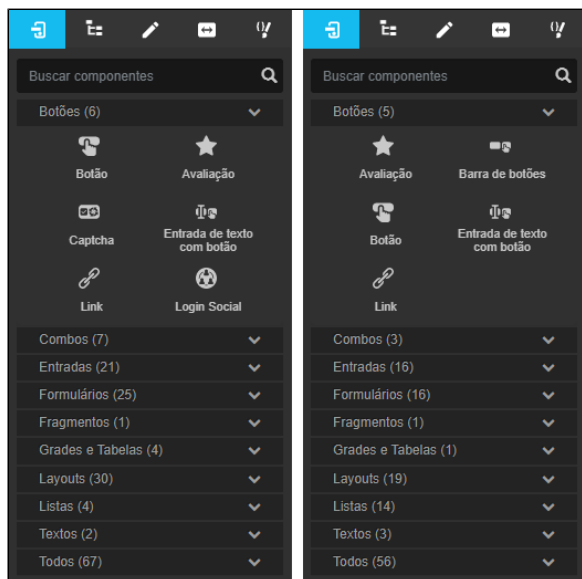 Buscar componentes
Botões (6)
Botão
Avaliação
Captcha
Entrada de texto
com botão
Link
Login Social
Combos (7)
Entradas (21)
Formulários (25)
Fragmentos (1)
Grades e Tabelas (4)
Layouts (30)
Listas (4)
Textos (2)
Todos (67)
Buscar componentes
Botões (5)
Avaliação
Barra de botões
Botão
Entrada de texto
com botão
Link
Combos (3)
Entradas (16)
Formulários (16)
Fragmentos (1)
Grades e Tabelas (1)
Layouts (19)
Listas (14)
Textos (3)
Todos (56)